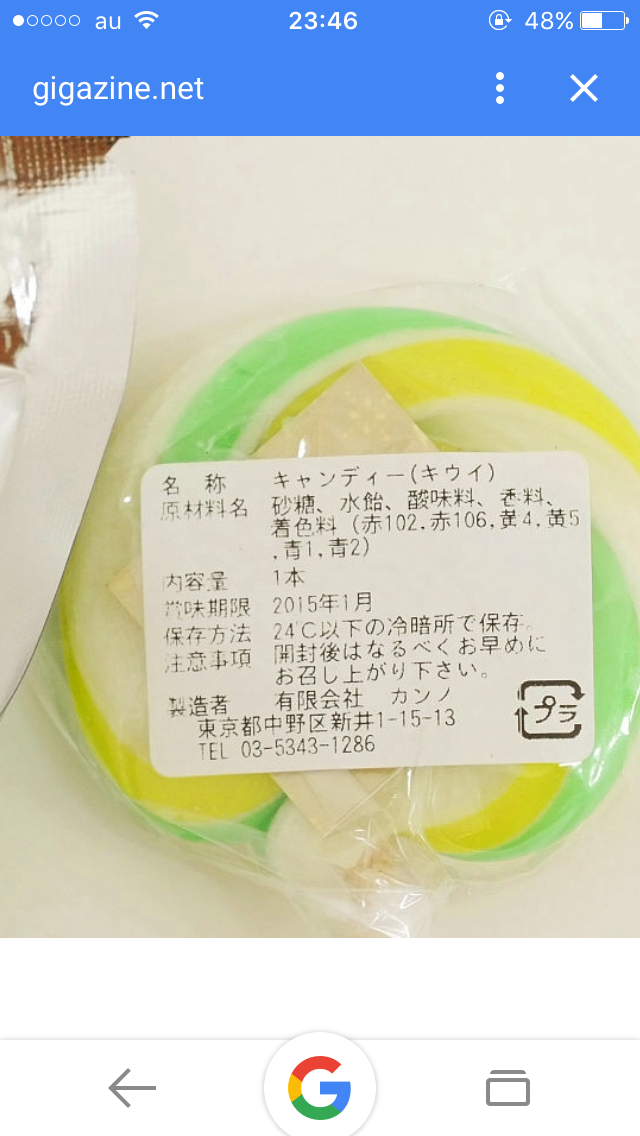 au
23:46
48%
gigazine.net
名 称 キャンディー(キウイ)
原材料名 砂糖、水飴、酸味料、香料、
着色料(赤102,赤106,黄4,黄5
,青1,青2)
内容量 1本
賞味期限 2015年1月
保存方法 24℃以下の冷暗所で保存。
注意事項 開封後はなるべくお早めに
お召し上がり下さい。
製造者 有限会社 カンノ
東京都中野区新井1-15-13
TEL 03-5343-1286
プラ